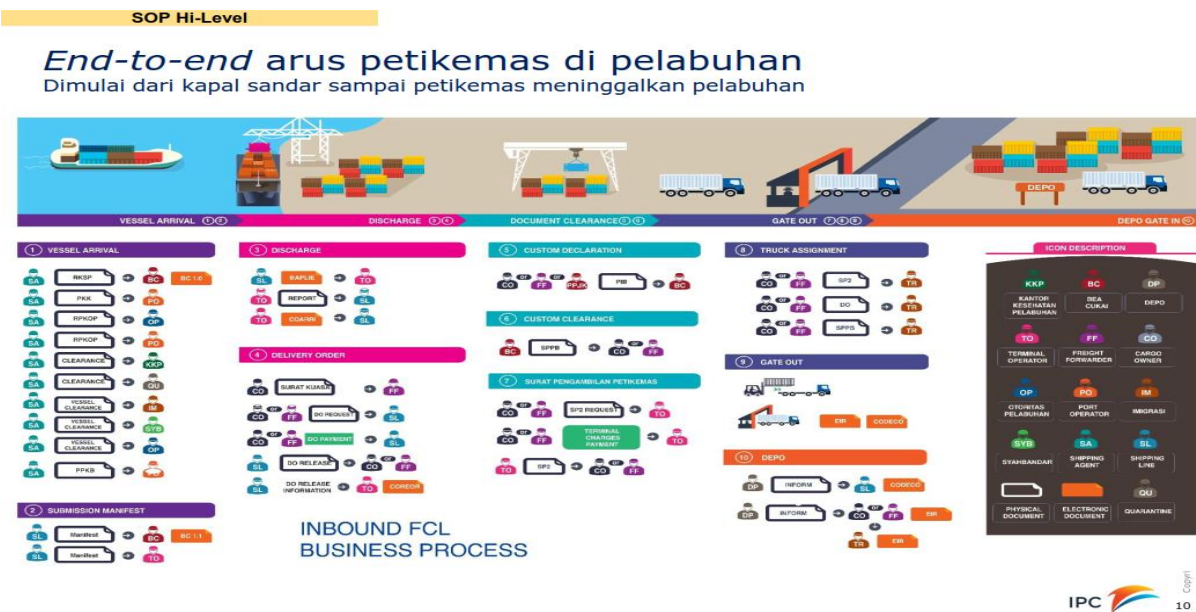 SOP Hi-Level
End-to-end arus petikemas di pelabuhan
Dimulai dari kapal sandar sampai petikemas meninggalkan pelabuhan
DEPO
VESSEL ARRIVAL 1 2
DISCHARGE 3 4
DOCUMENT CLEARANCE 5 6
GATE OUT 7 8 9
DEPO GATE IN 10
1 VESSEL ARRIVAL
SA RKSP BC BC 1.0
SA PKK PO
SA RPKOP OP
SA RPKOP PO
SA CLEARANCE KKP
SA CLEARANCE QU
SA VESSEL CLEARANCE IM
SA VESSEL CLEARANCE SYB
SA VESSEL CLEARANCE OP
SA PPKB
2 SUBMISSION MANIFEST
SL Manifest BC BC 1.1
SL Manifest TO
3 DISCHARGE
SL BAPLIE TO
TO REPORT SL
TO COARRI SL
4 DELIVERY ORDER
CO SURAT KUASA FF
CO or FF DO REQUEST SL
CO or FF DO PAYMENT SL
SL DO RELEASE CO or FF
SL DO RELEASE INFORMATION TO COREOR
INBOUND FCL
BUSINESS PROCESS
5 CUSTOM DECLARATION
CO or FF or PPJK PIB BC
6 CUSTOM CLEARANCE
BC SPPB CO or FF
7 SURAT PENGAMBILAN PETIKEMAS
CO or FF SP2 REQUEST TO
CO or FF TERMINAL CHARGES PAYMENT TO
TO SP2 CO or FF
8 TRUCK ASSIGNMENT
CO or FF SP2 TR
CO or FF DO TR
CO or FF SPPB TR
9 GATE OUT
EIR CODECO
10 DEPO
DP INFORM SL CODECO
DP INFORM CO or FF EIR
TR EIR
ICON DESCRIPTION
KKP BC DP
KANTOR KESEHATAN PELABUHAN
BEA CUKAI
DEPO
TO FF CO
TERMINAL OPERATOR
FREIGHT FORWARDER
CARGO OWNER
OP PO IM
OTORITAS PELABUHAN
PORT OPERATOR
IMIGRASI
SYB SA SL
SYAHBANDAR
SHIPPING AGENT
SHIPPING LINE
QU
PHYSICAL DOCUMENT
ELECTRONIC DOCUMENT
QUARANTINE
IPC
Copyri
10